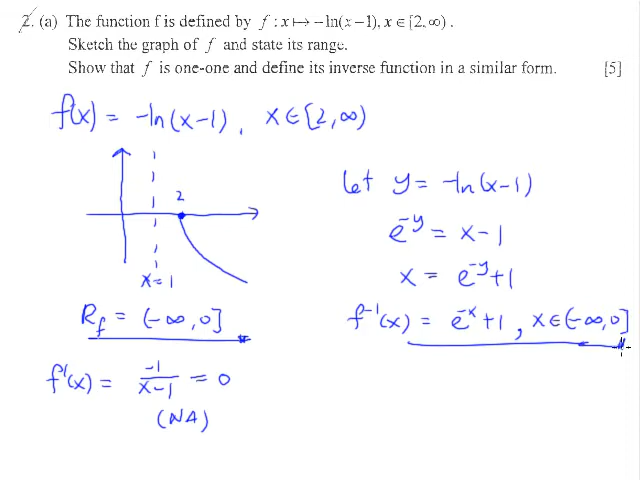 2. (a) The function f is defined by f : x ↦ −ln(x−1), x ∈ [2, ∞) .
Sketch the graph of f and state its range.
Show that f is one-one and define its inverse function in a similar form. [5]
f(x) = -ln(x-1), x∈[2,∞)
2
x=1
R_f = (-∞,0]
f'(x) = -1/(x-1) = 0
(NA)
let y = -ln(x-1)
e^-y = x-1
x = e^-y + 1
f^-1(x) = e^-x + 1, x∈(-∞,0]